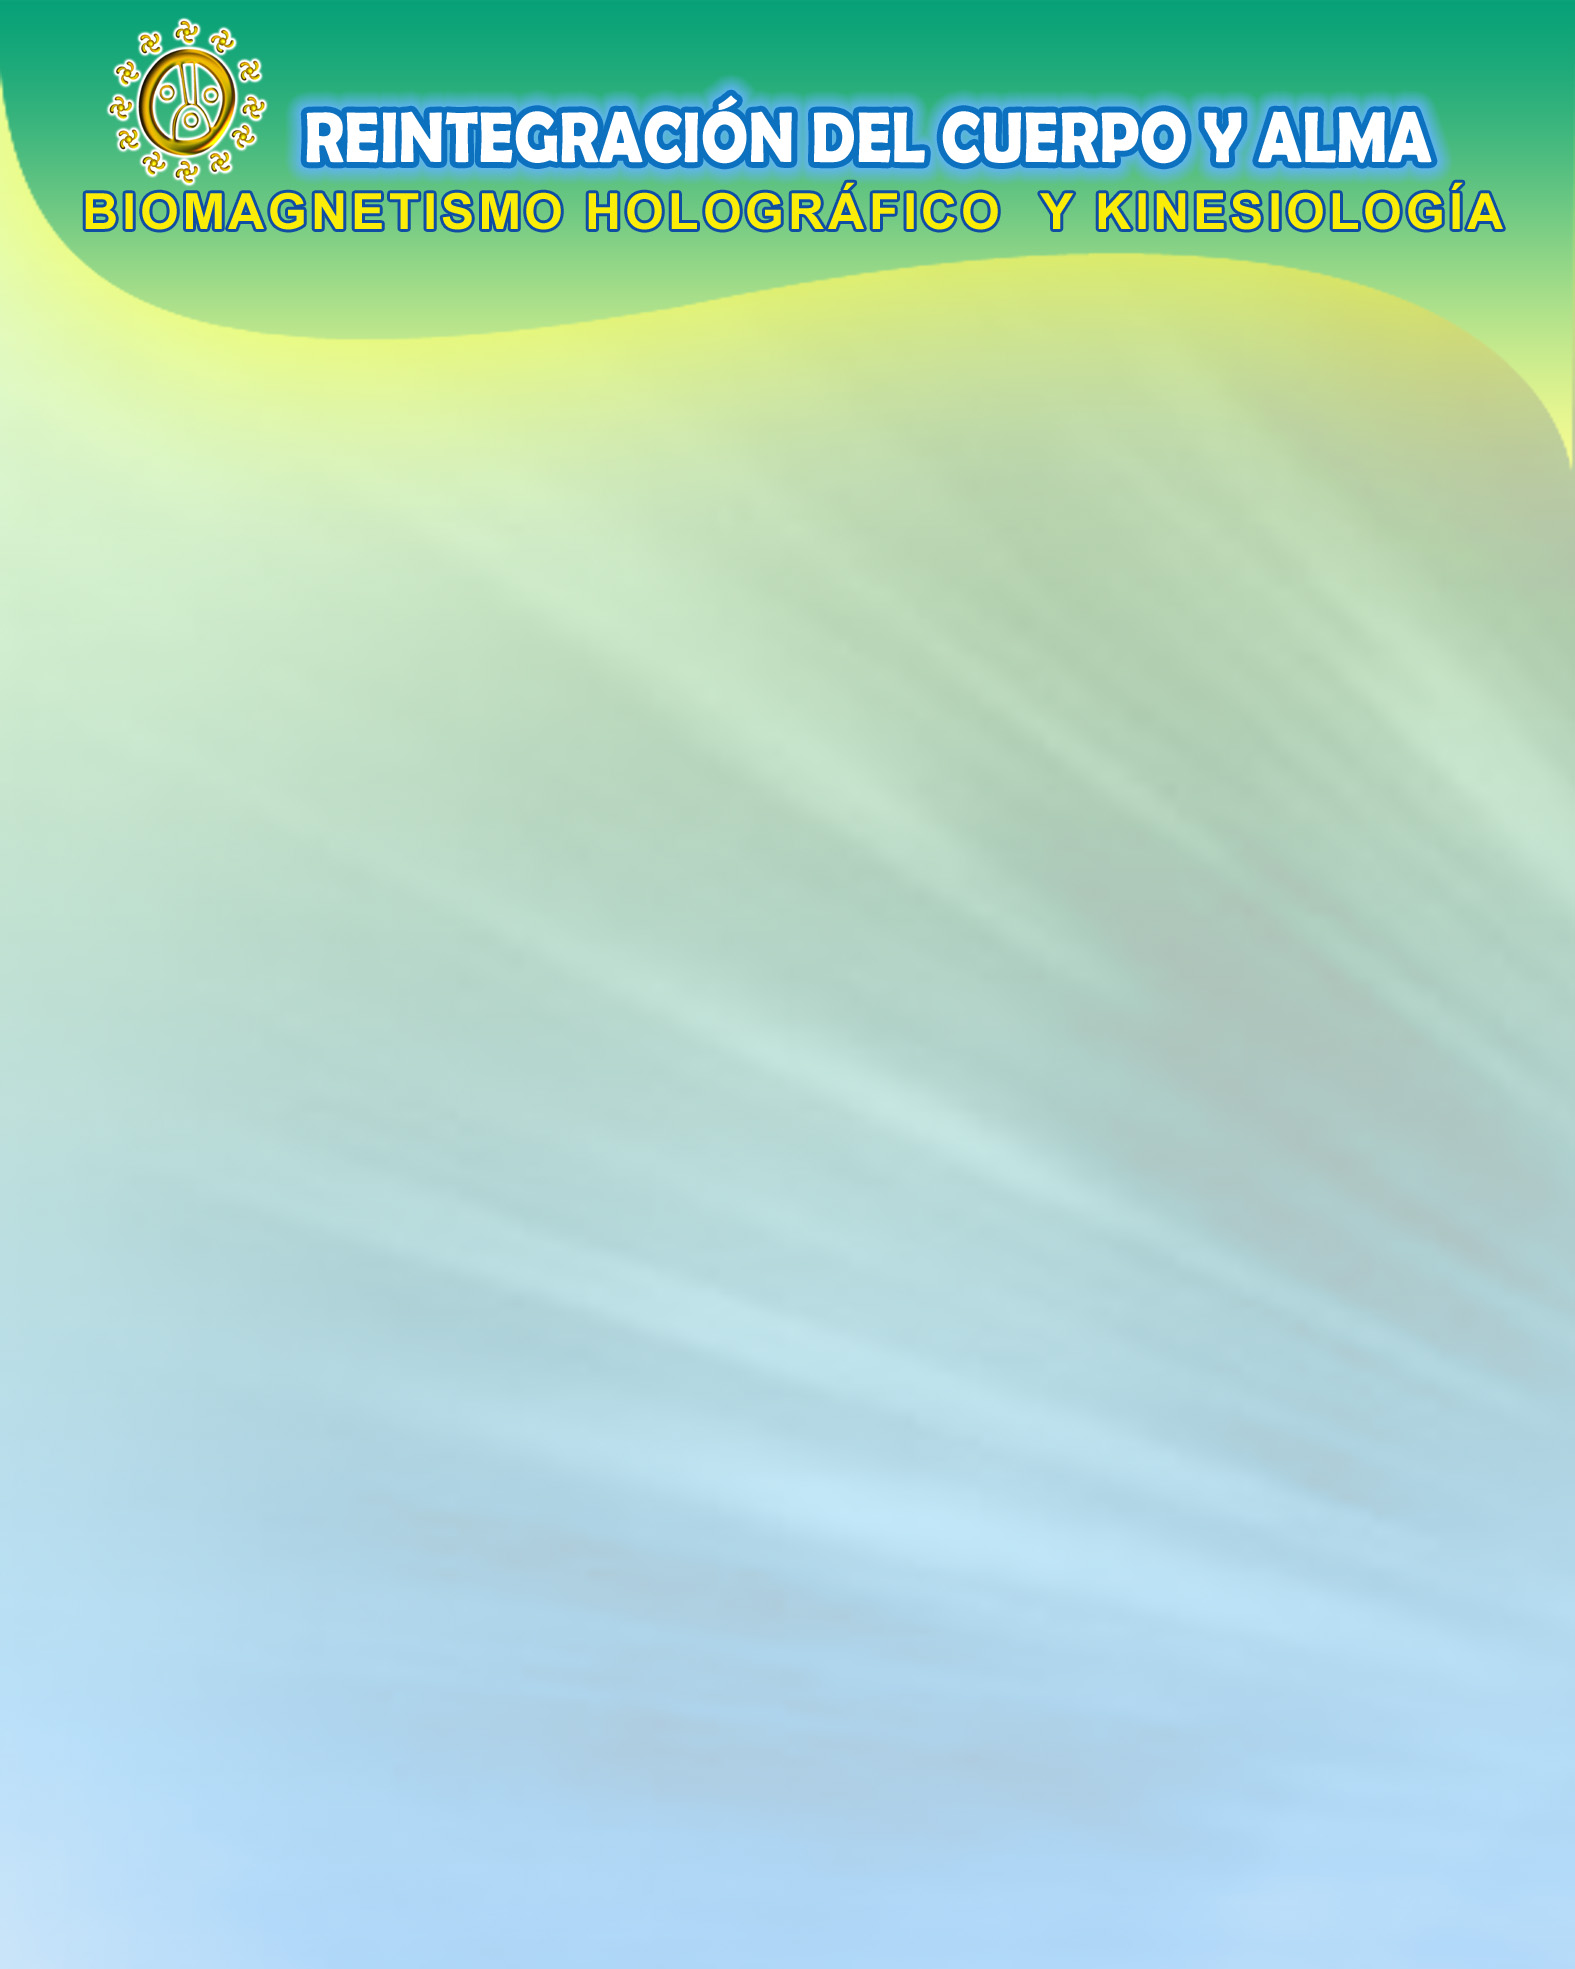 REINTEGRACIÓN DEL CUERPO Y ALMA
BIOMAGNETISMO HOLOGRÁFICO Y KINESIOLOGÍA